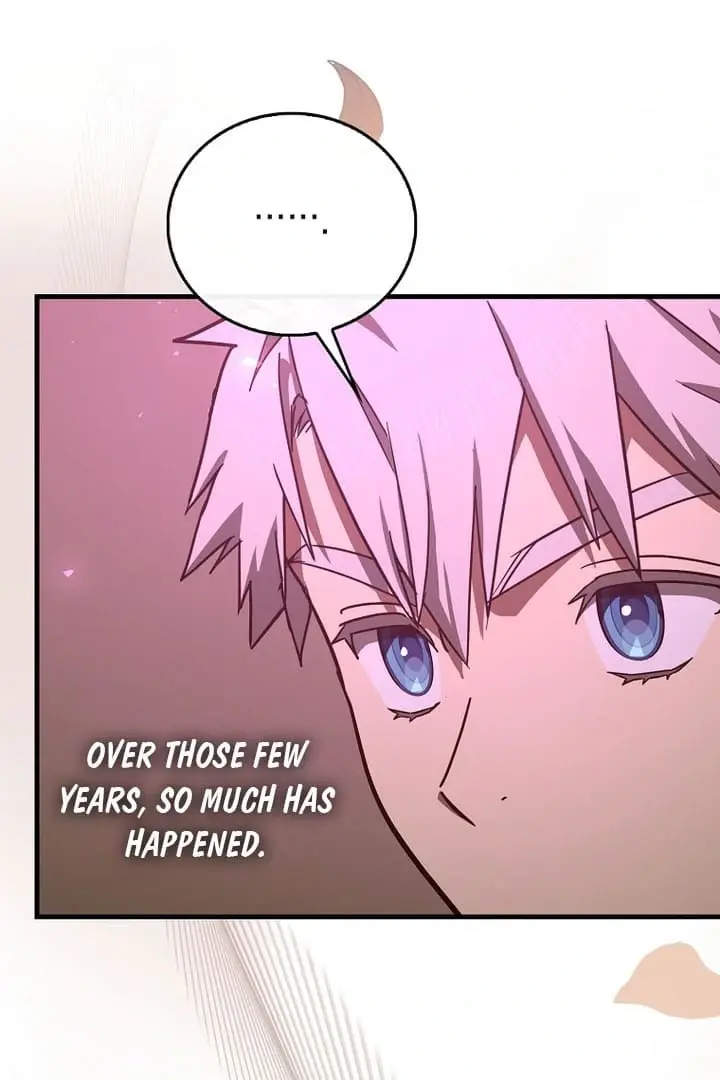 .......
OVER THOSE FEW
YEARS, SO MUCH HAS
HAPPENED.